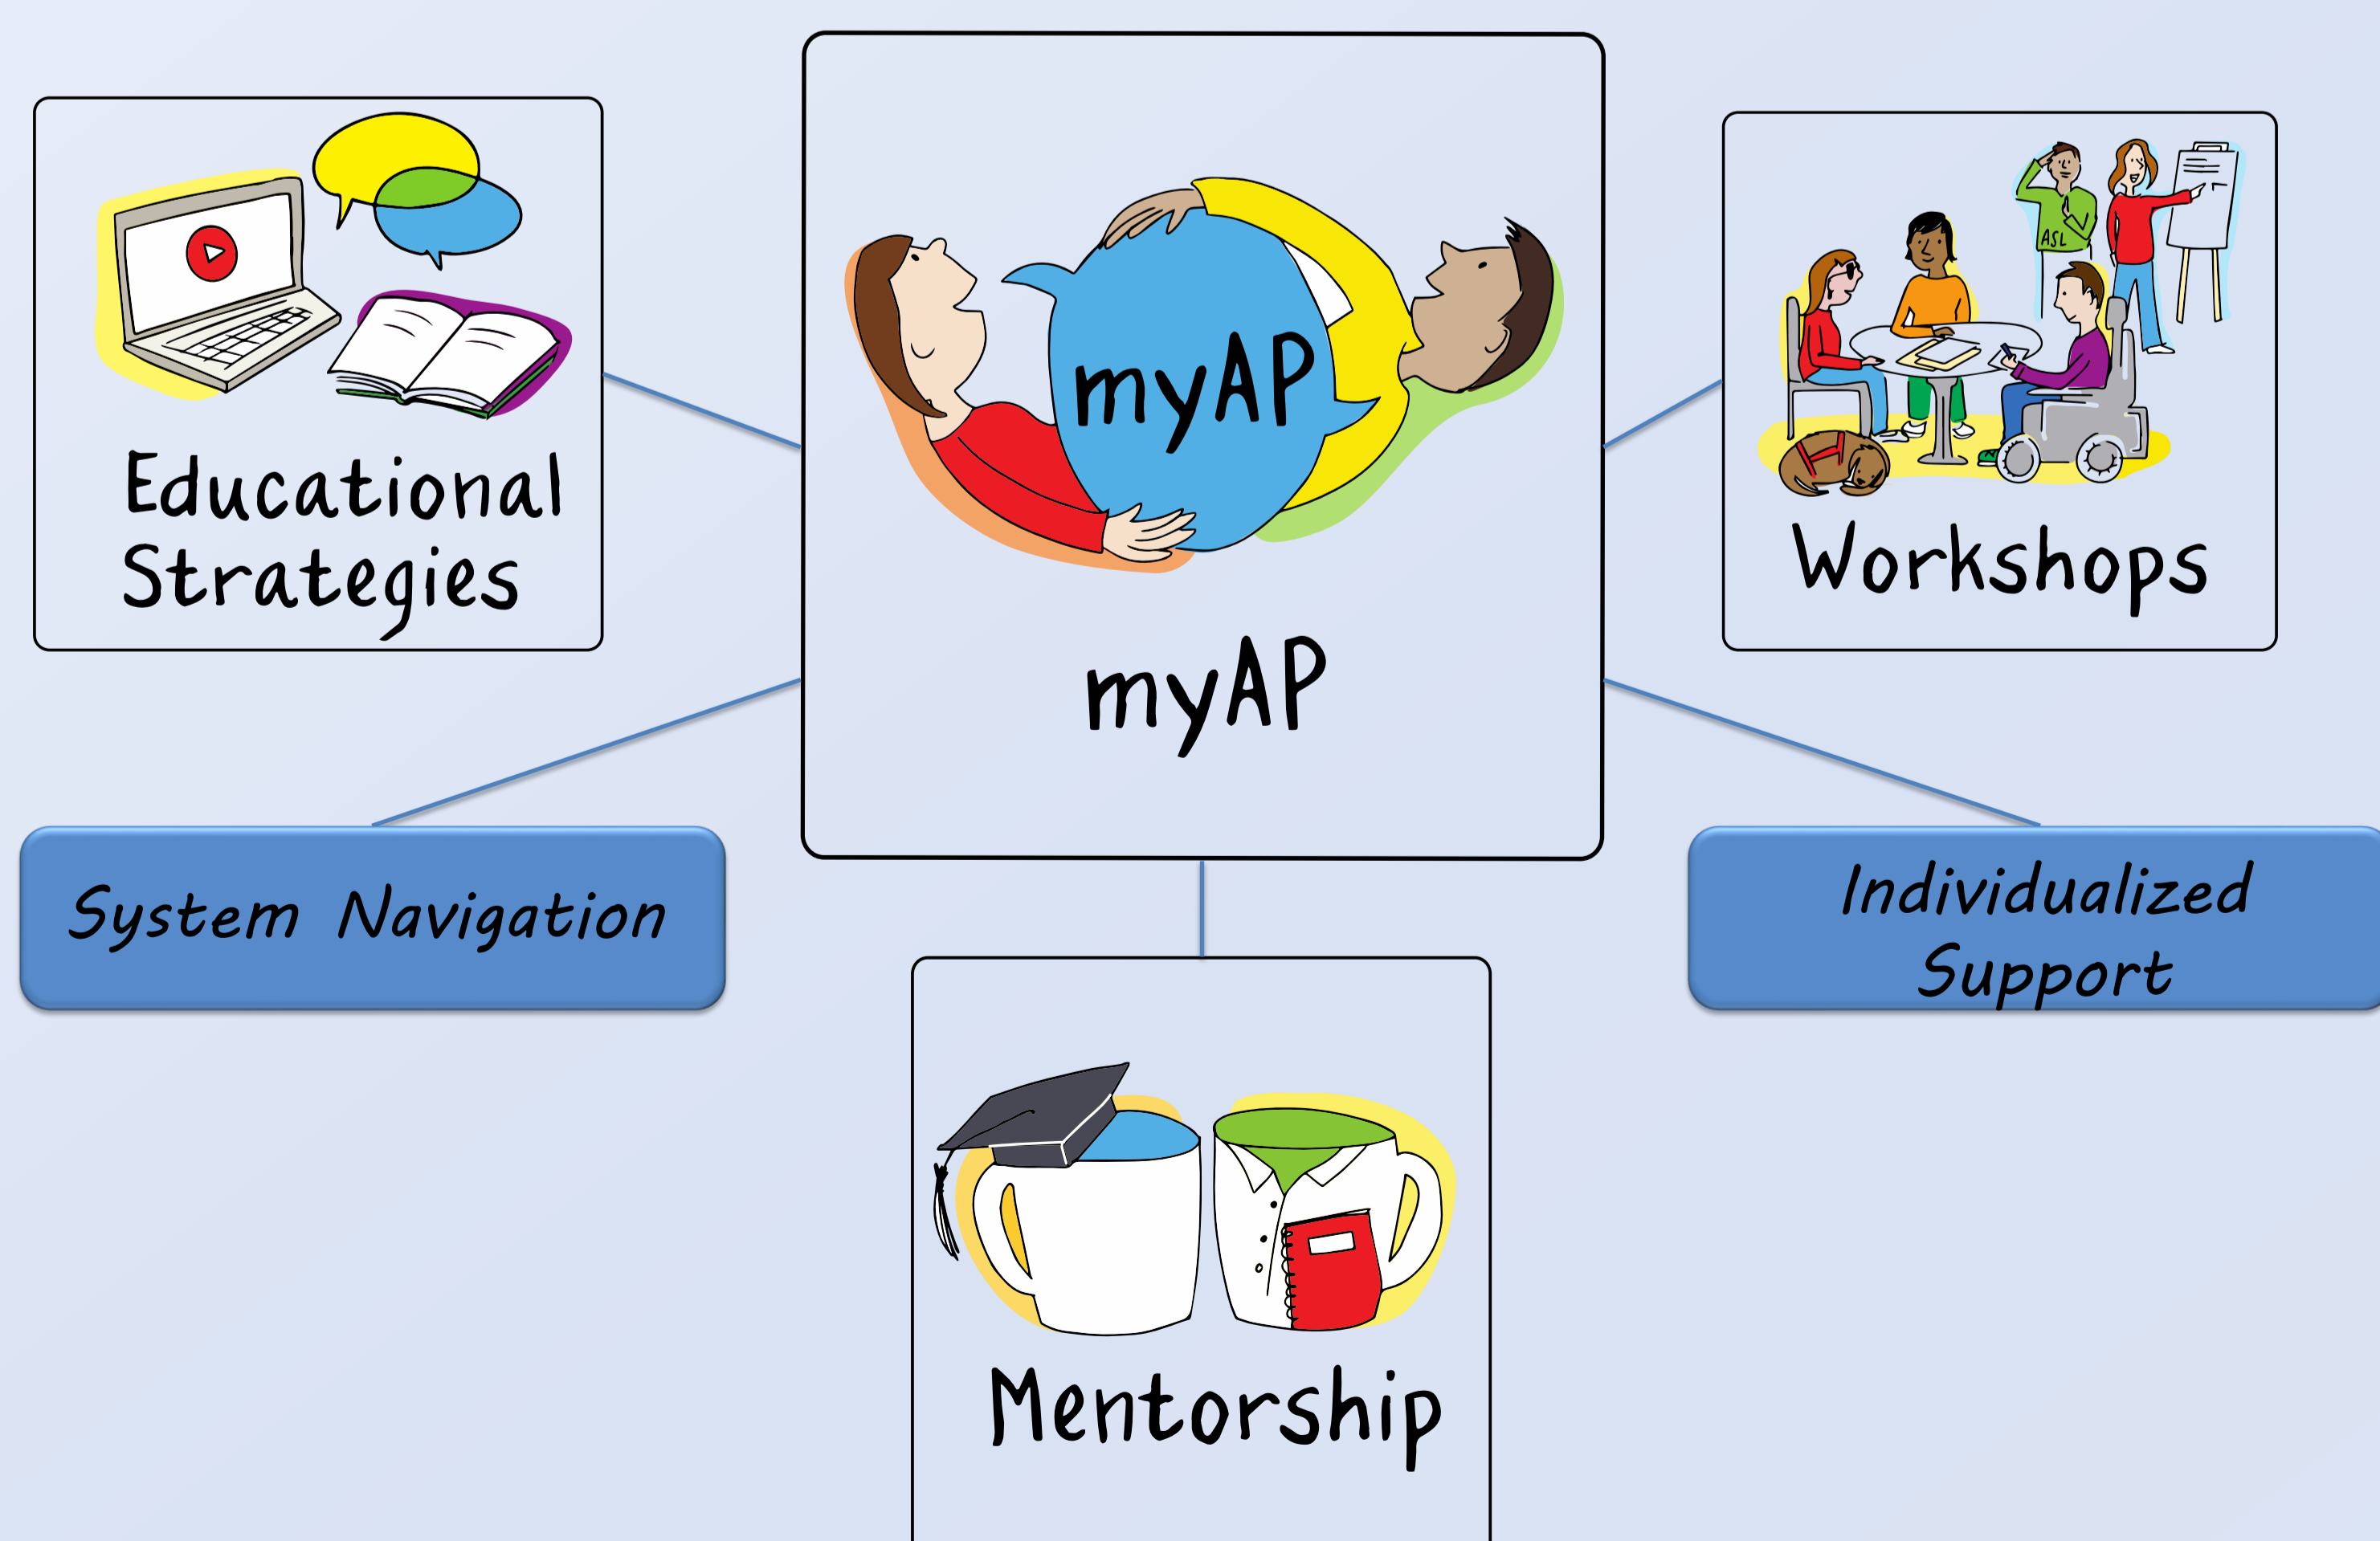 myAP
myAP
Educational
Strategies
ASL
Workshops
System Navigation
Individualized
Support
Mentorship